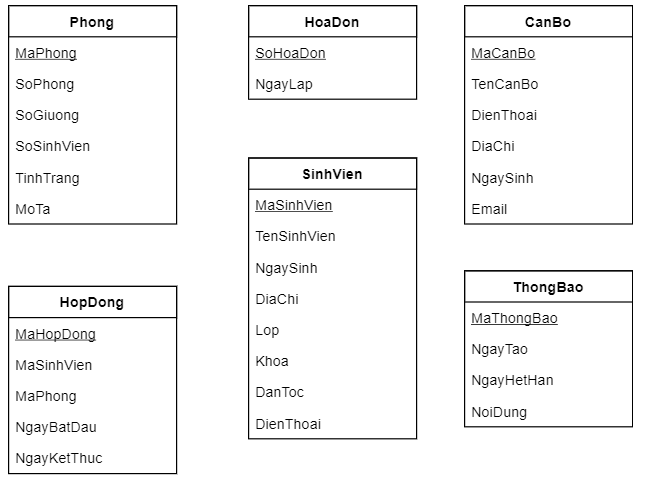 Phong
MaPhong
SoPhong
SoGiuong
SoSinhVien
TinhTrang
MoTa
HoaDon
SoHoaDon
NgayLap
CanBo
MaCanBo
TenCanBo
DienThoai
DiaChi
NgaySinh
Email
SinhVien
MaSinhVien
TenSinhVien
NgaySinh
DiaChi
Lop
Khoa
DanToc
DienThoai
HopDong
MaHopDong
MaSinhVien
MaPhong
NgayBatDau
NgayKetThuc
ThongBao
MaThongBao
NgayTao
NgayHetHan
NoiDung